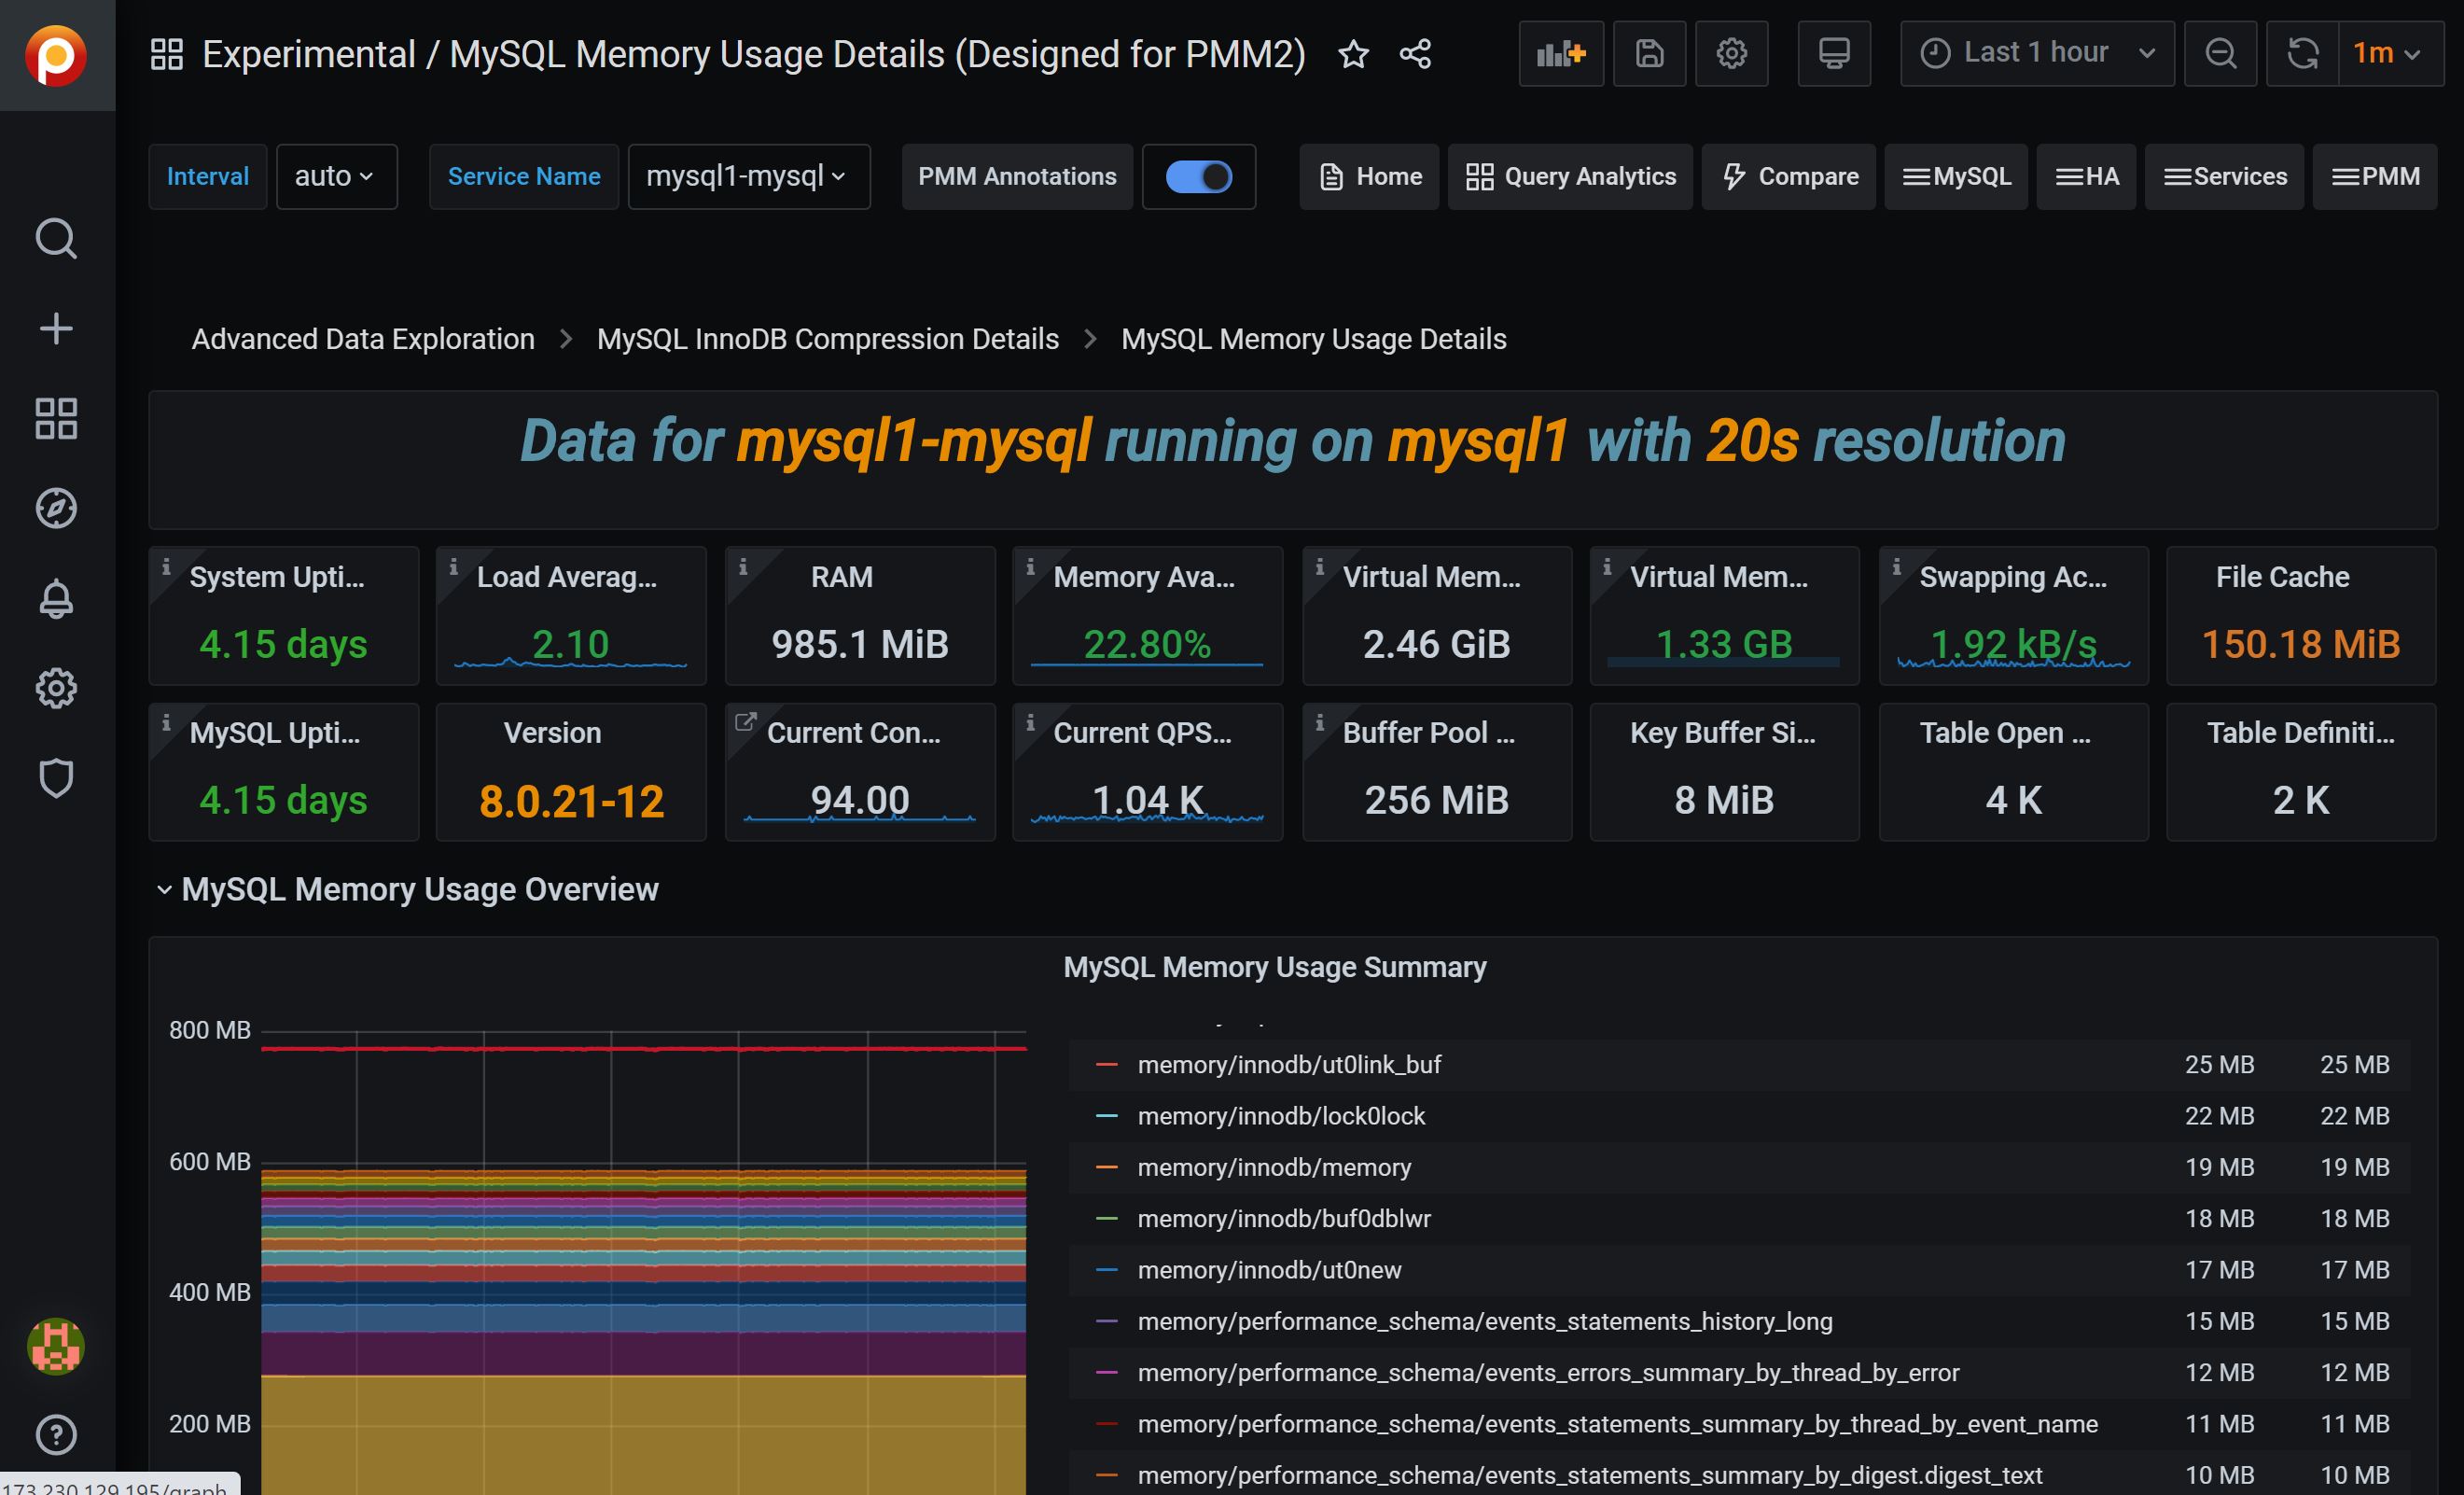 Experimental / MySQL Memory Usage Details (Designed for PMM2)
Last 1 hour
1m
Interval auto Service Name mysql1-mysql PMM Annotations Home Query Analytics Compare MySQL HA Services PMM
Advanced Data Exploration > MySQL InnoDB Compression Details > MySQL Memory Usage Details
Data for mysql1-mysql running on mysql1 with 20s resolution
System Upti... Load Averag... RAM Memory Ava... Virtual Mem... Virtual Mem... Swapping Ac... File Cache
4.15 days 2.10 985.1 MiB 22.80% 2.46 GiB 1.33 GB 1.92 kB/s 150.18 MiB
MySQL Upti... Version Current Con... Current QPS... Buffer Pool ... Key Buffer Si... Table Open ... Table Definiti...
4.15 days 8.0.21-12 94.00 1.04 K 256 MiB 8 MiB 4 K 2 K
MySQL Memory Usage Overview
MySQL Memory Usage Summary
800 MB
600 MB
400 MB
200 MB
memory/innodb/ut0link_buf 25 MB 25 MB
memory/innodb/lock0lock 22 MB 22 MB
memory/innodb/memory 19 MB 19 MB
memory/innodb/buf0dblwr 18 MB 18 MB
memory/innodb/ut0new 17 MB 17 MB
memory/performance_schema/events_statements_history_long 15 MB 15 MB
memory/performance_schema/events_errors_summary_by_thread_by_error 12 MB 12 MB
memory/performance_schema/events_statements_summary_by_thread_by_event_name 11 MB 11 MB
memory/performance_schema/events_statements_summary_by_digest.digest_text 10 MB 10 MB
173.230.129.195/graph